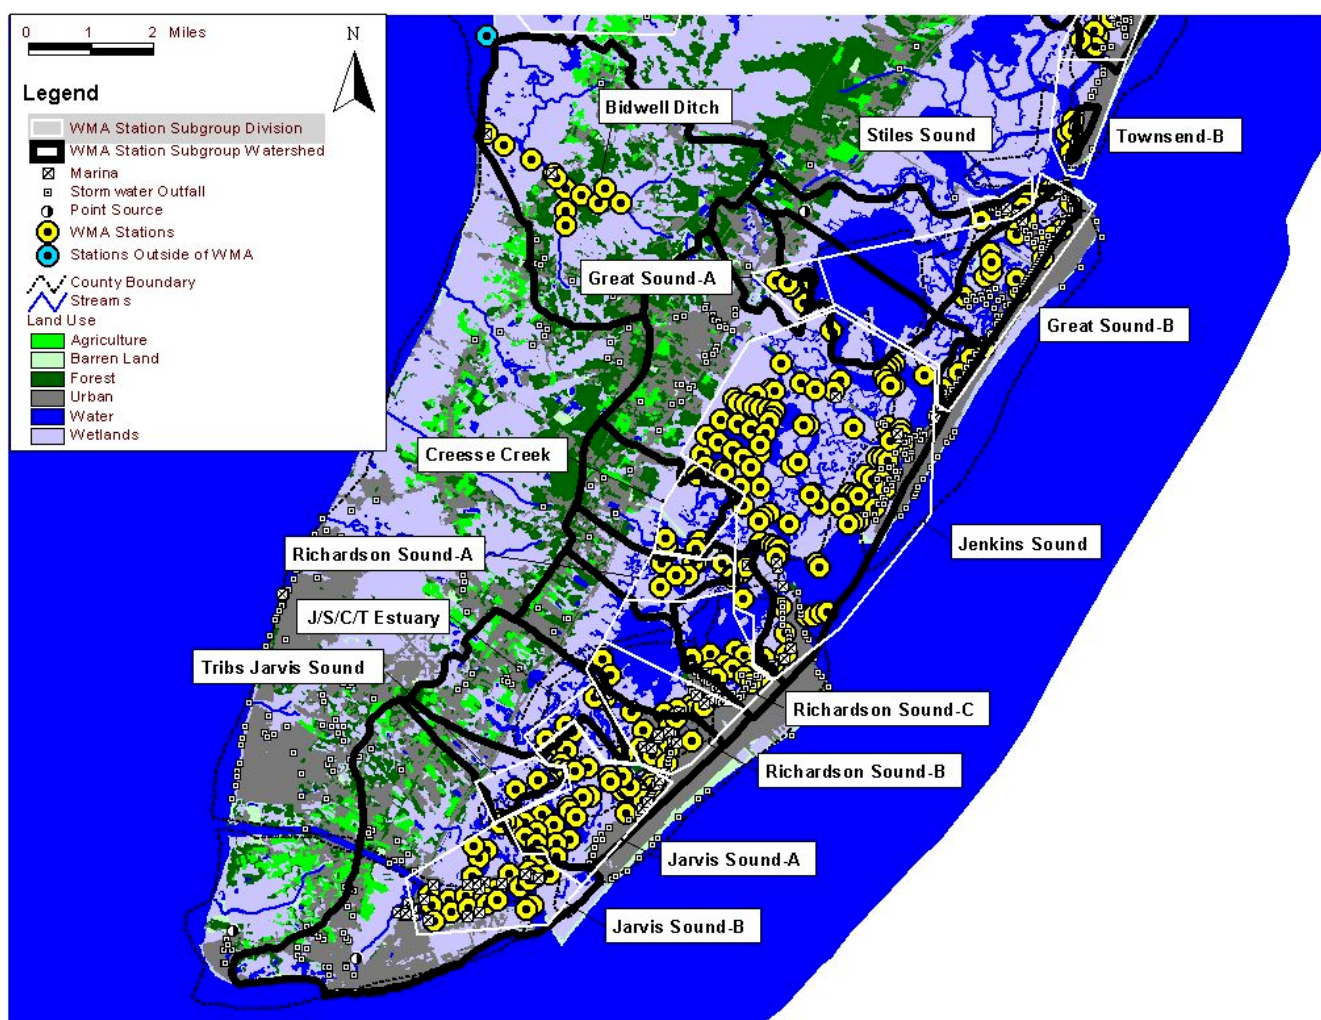 0 1 2 Miles
N
Legend
WMA Station Subgroup Division
WMA Station Subgroup Watershed
Marina
Stormwater Outfall
Point Source
WMA Stations
Stations Outside of WMA
County Boundary
Streams
Land Use
Agriculture
Barren Land
Forest
Urban
Water
Wetlands
Bidwell Ditch
Stiles Sound
Townsend-B
Great Sound-A
Great Sound-B
Creesse Creek
Jenkins Sound
Richardson Sound-A
J/S/C/T Estuary
Tribs Jarvis Sound
Richardson Sound-C
Richardson Sound-B
Jarvis Sound-A
Jarvis Sound-B